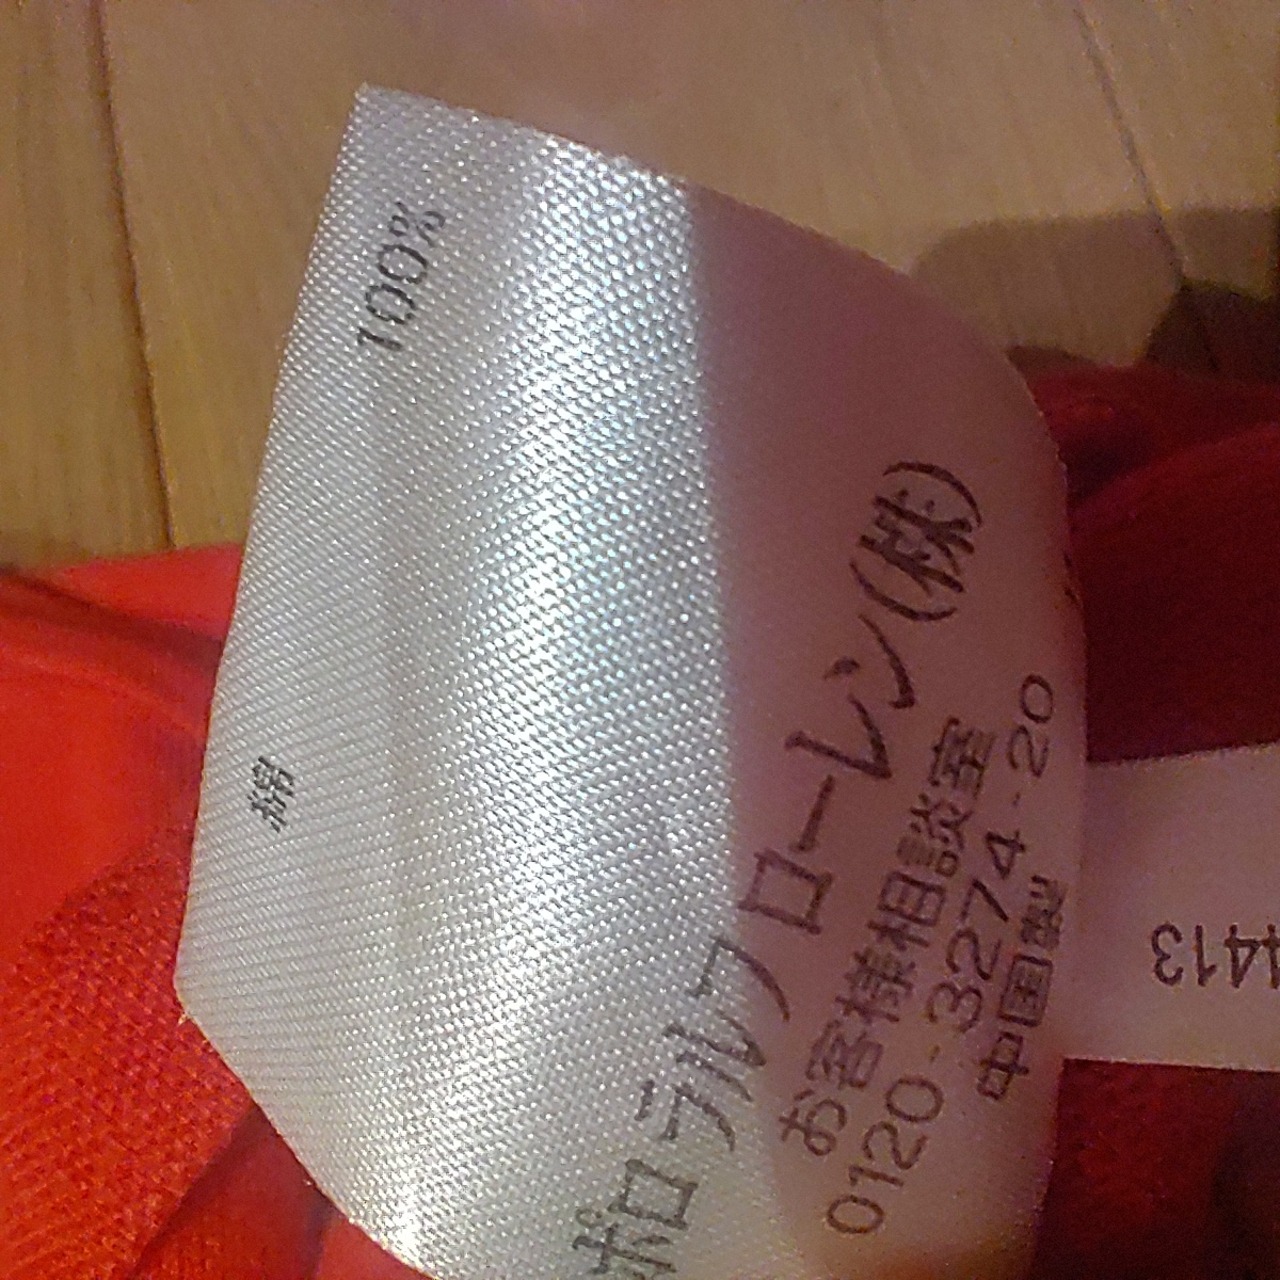 綿 100%
ポロ ラルフ ローレン(株)
お客様相談室
0120-3274-20
中国製
4413